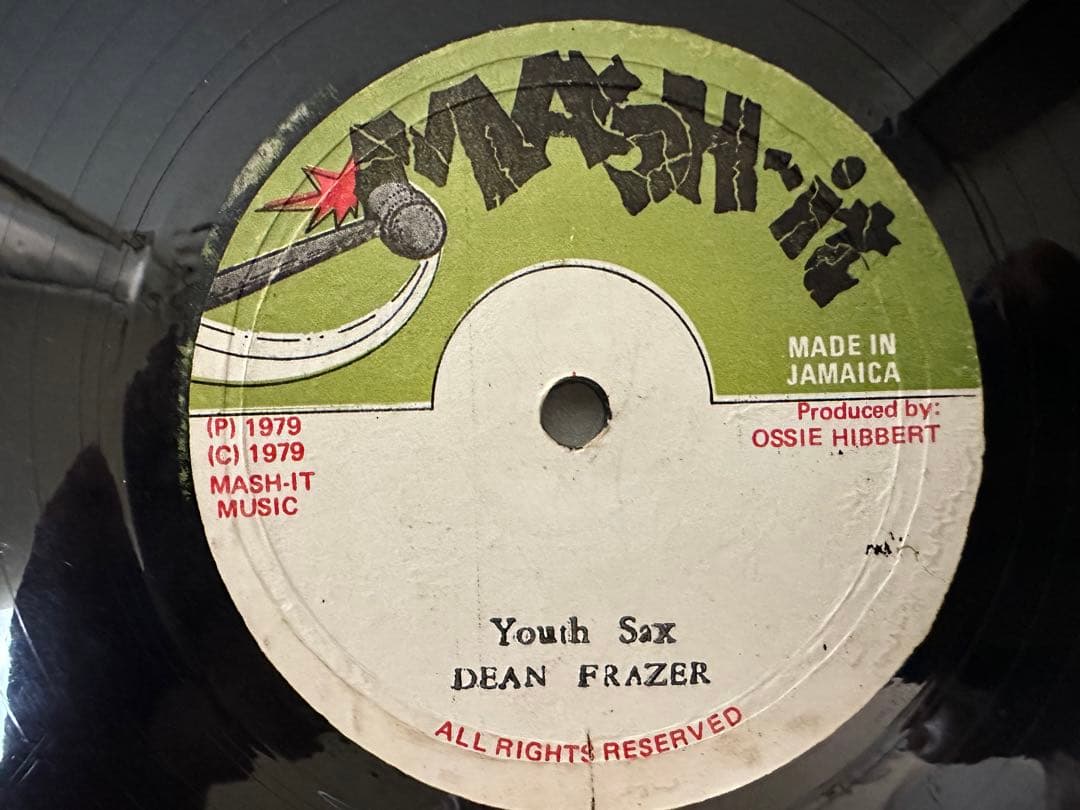 MASH-it
MADE IN
JAMAICA
(P) 1979
(C) 1979
MASH-IT
MUSIC
Produced by:
OSSIE HIBBERT
Youth Sax
DEAN FRAZER
ALL RIGHTS RESERVED